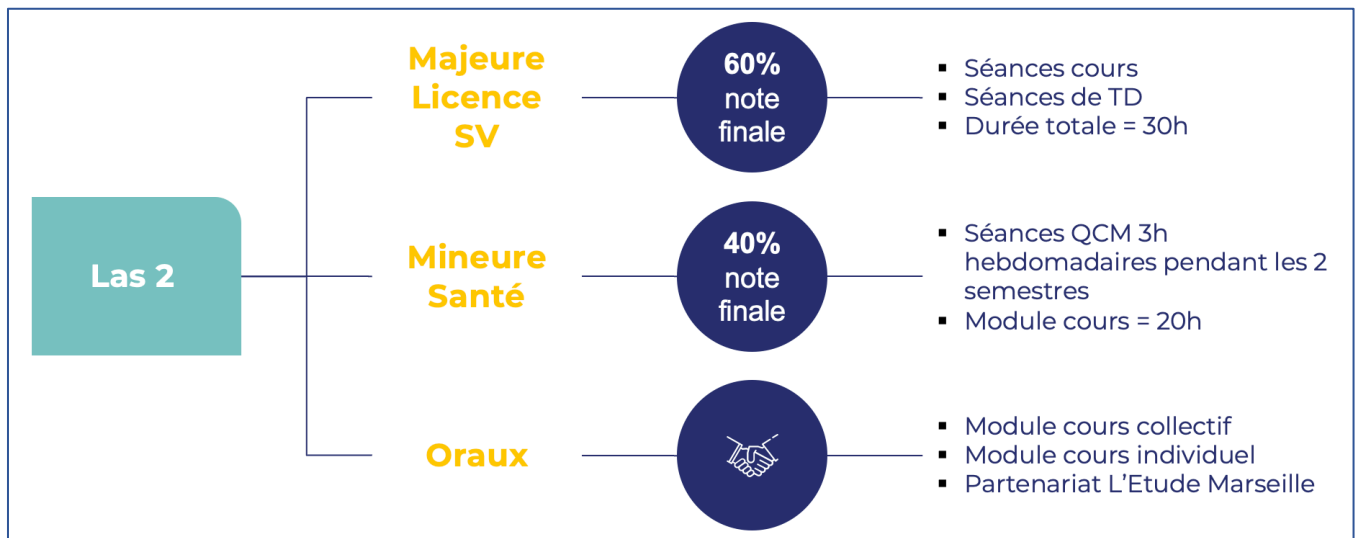 Las 2
Majeure
Licence
SV
60%
note
finale
▪ Séances cours
▪ Séances de TD
▪ Durée totale = 30h
Mineure
Santé
40%
note
finale
▪ Séances QCM 3h
hebdomadaires pendant les 2
semestres
▪ Module cours = 20h
Oraux
▪ Module cours collectif
▪ Module cours individuel
▪ Partenariat L'Etude Marseille